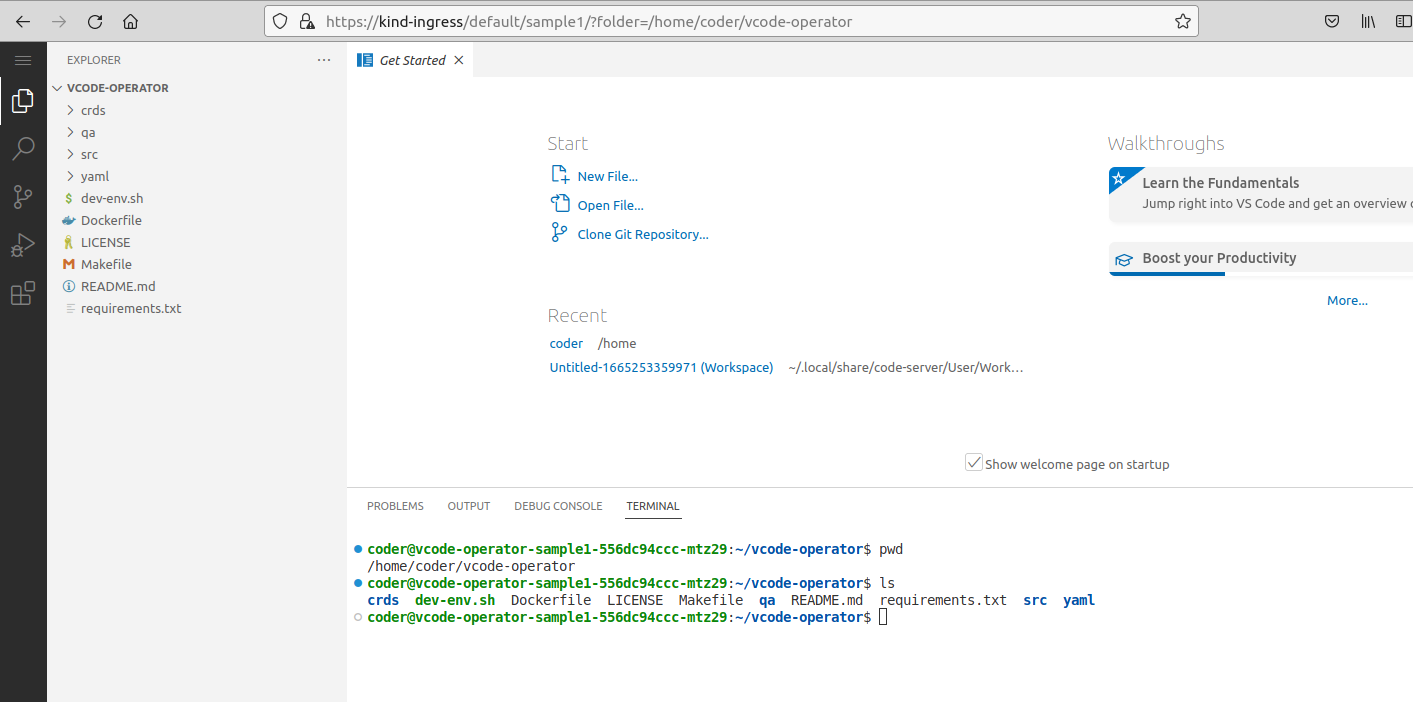 https://kind-ingress/default/sample1/?folder=/home/coder/vcode-operator
EXPLORER
VCODE-OPERATOR
crds
qa
src
yaml
$ dev-env.sh
Dockerfile
LICENSE
Makefile
README.md
requirements.txt
Get Started
Start
New File...
Open File...
Clone Git Repository...
Recent
coder /home
Untitled-1665253359971 (Workspace) ~/.local/share/code-server/User/Work...
Walkthroughs
Learn the Fundamentals
Jump right into VS Code and get an overview
Boost your Productivity
More...
Show welcome page on startup
PROBLEMS OUTPUT DEBUG CONSOLE TERMINAL
coder@vcode-operator-sample1-556dc94ccc-mtz29:~/vcode-operator$ pwd
/home/coder/vcode-operator
coder@vcode-operator-sample1-556dc94ccc-mtz29:~/vcode-operator$ ls
crds dev-env.sh Dockerfile LICENSE Makefile qa README.md requirements.txt src yaml
coder@vcode-operator-sample1-556dc94ccc-mtz29:~/vcode-operator$